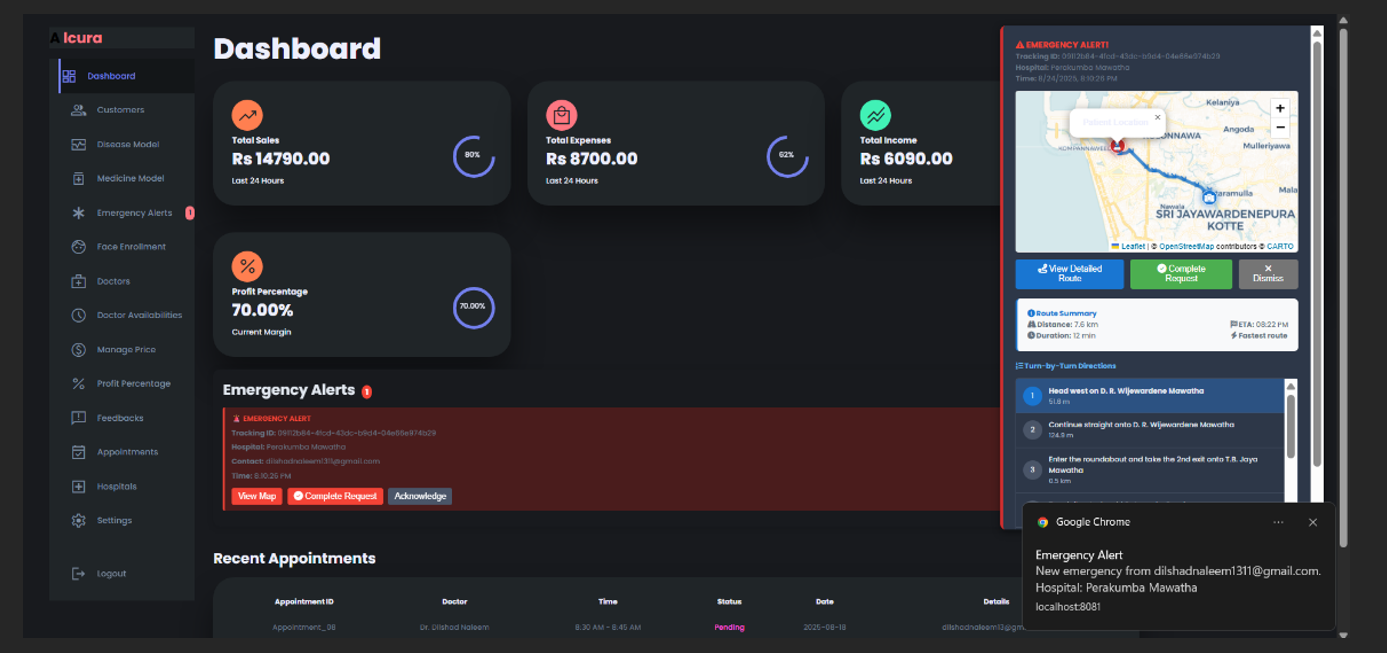 AIcura
Dashboard
Customers
Disease Model
Medicine Model
Emergency Alerts 1
Face Enrollment
Doctors
Doctor Availabilities
Manage Price
Profit Percentage
Feedbacks
Appointments
Hospitals
Settings
Logout
Dashboard
Total Sales
Rs 14790.00
Last 24 Hours
80%
Total Expenses
Rs 8700.00
Last 24 Hours
62%
Total Income
Rs 6090.00
Last 24 Hours
Profit Percentage
70.00%
Current Margin
70.00%
Emergency Alerts 1
EMERGENCY ALERT
Tracking ID: 09112b84-4fcd-43dc-b9d4-04e66e974b29
Hospital: Perakumba Mawatha
Contact: dilshadnaleem1311@gmail.com
Time: 8:10:26 PM
View Map Complete Request Acknowledge
Recent Appointments
Appointment ID Doctor Time Status Date Details
Appointment_08 Dr. Dilshad Naleem 8:30 AM - 8:45 AM Pending 2025-08-18 dilshadnaleem13@gm
EMERGENCY ALERT!
Tracking ID: 09112b84-4fcd-43dc-b9d4-04e66e974b29
Hospital: Perakumba Mawatha
Time: 8/24/2025, 8:10:26 PM
Kelaniya
Patient Location ×
ONNAWA
Angoda
Mulleriyawa
+
−
Mala
Nawala
SRI JAYAWARDENEPURA
KOTTE
Leaflet | © OpenStreetMap contributors © CARTO
View Detailed
Route
Complete
Request
Dismiss
Route Summary
Distance: 7.6 km ETA: 08:22 PM
Duration: 12 min Fastest route
Turn-by-Turn Directions
1 Head west on D. R. Wijewardene Mawatha
51.8 m
2 Continue straight onto D. R. Wijewardene Mawatha
124.9 m
3 Enter the roundabout and take the 2nd exit onto T.B. Jaya
Mawatha
0.5 km
Google Chrome
Emergency Alert
New emergency from dilshadnaleem1311@gmail.com.
Hospital: Perakumba Mawatha
localhost:8081